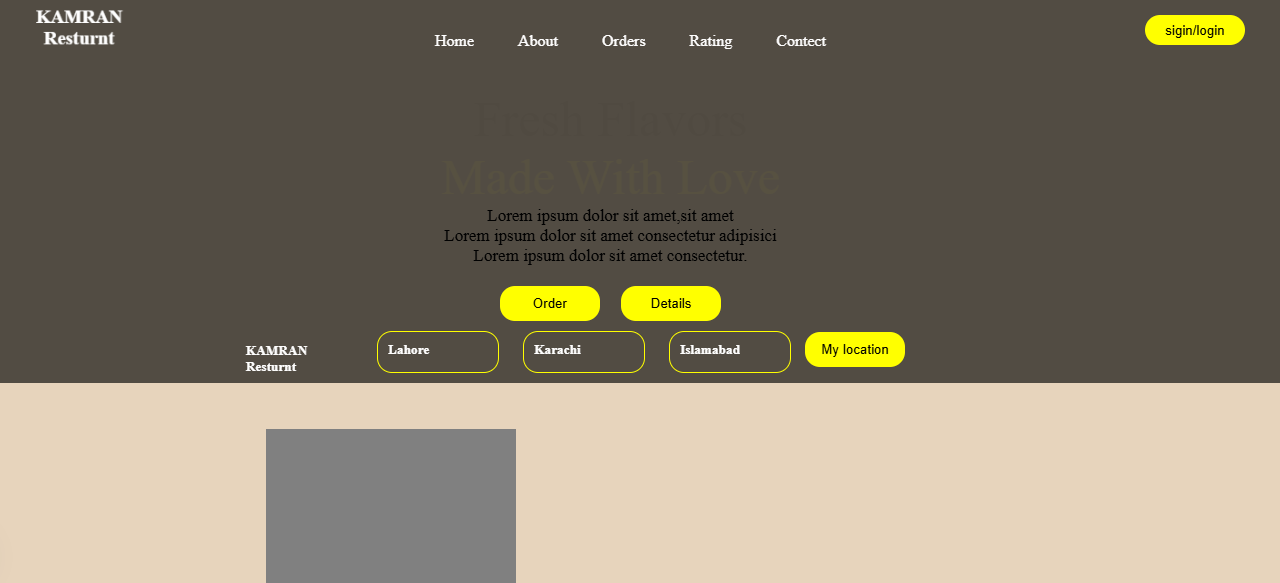 KAMRAN
Resturnt
Home About Orders Rating Contect
sigin/login
Fresh Flavors
Made With Love
Lorem ipsum dolor sit amet,sit amet
Lorem ipsum dolor sit amet consectetur adipisici
Lorem ipsum dolor sit amet consectetur.
Order Details
KAMRAN
Resturnt
Lahore Karachi Islamabad My location